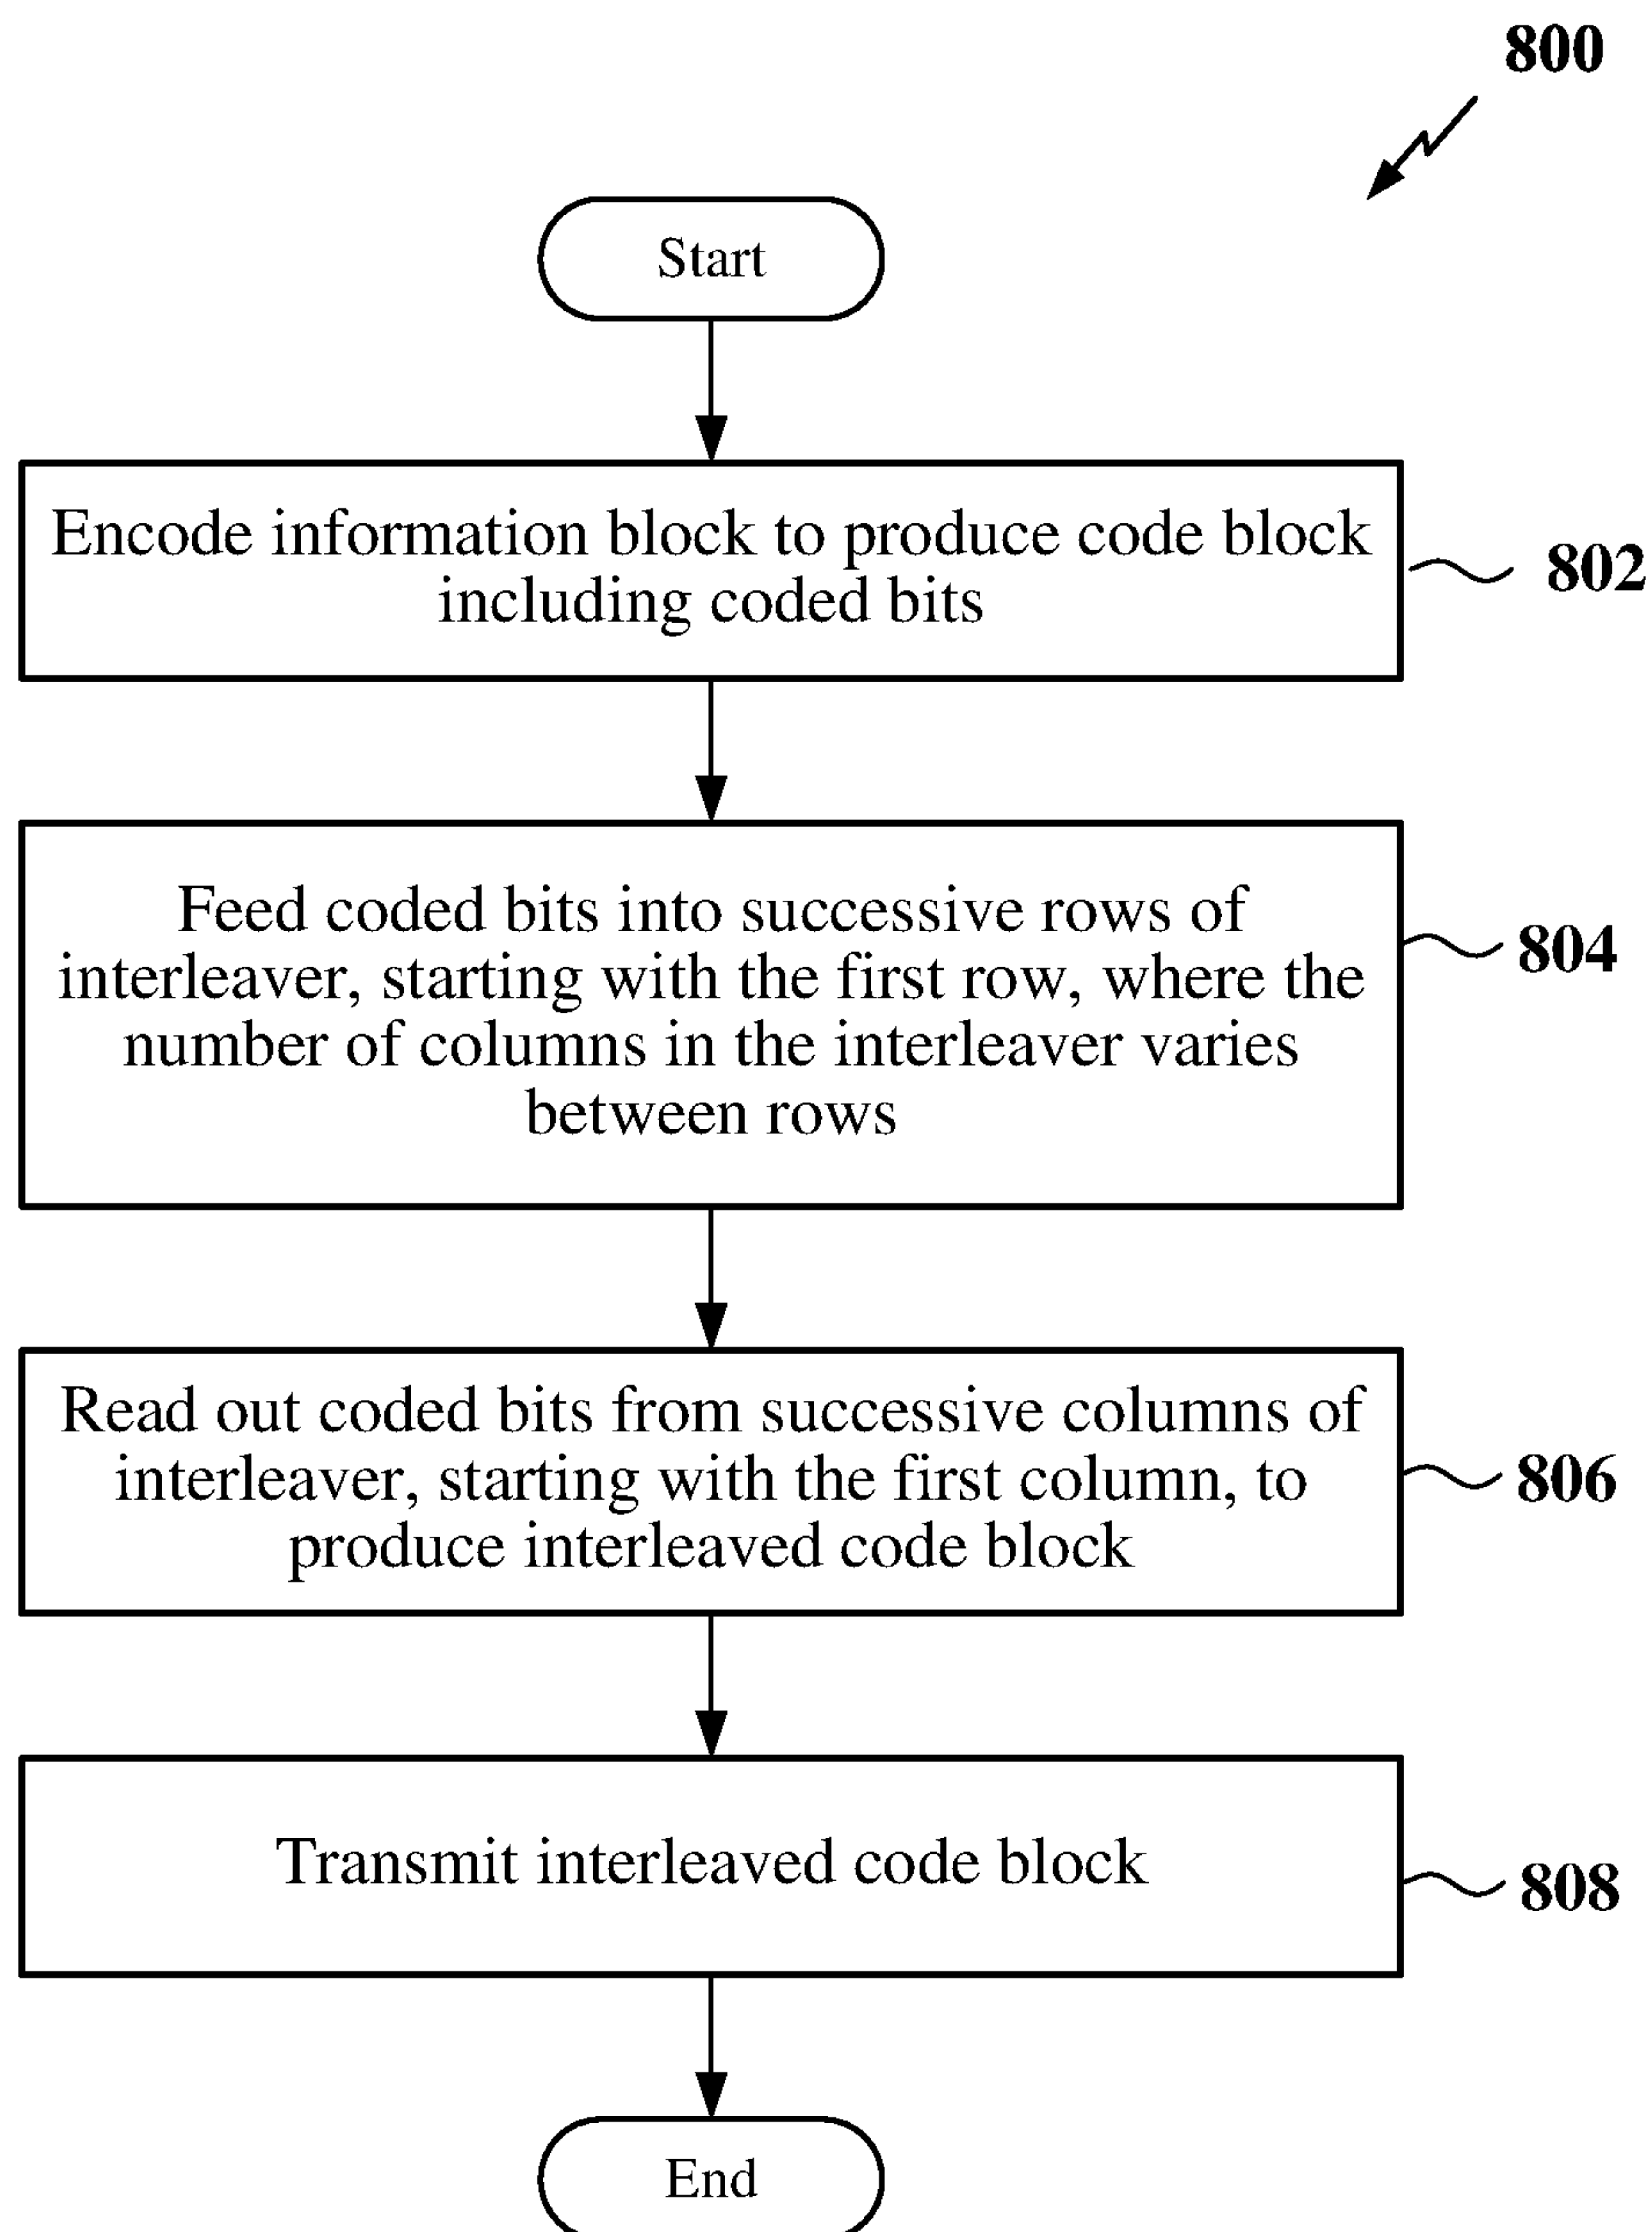 800
Start
Encode information block to produce code block
including coded bits
802
Feed coded bits into successive rows of
interleaver, starting with the first row, where the
number of columns in the interleaver varies
between rows
804
Read out coded bits from successive columns of
interleaver, starting with the first column, to
produce interleaved code block
806
Transmit interleaved code block
808
End